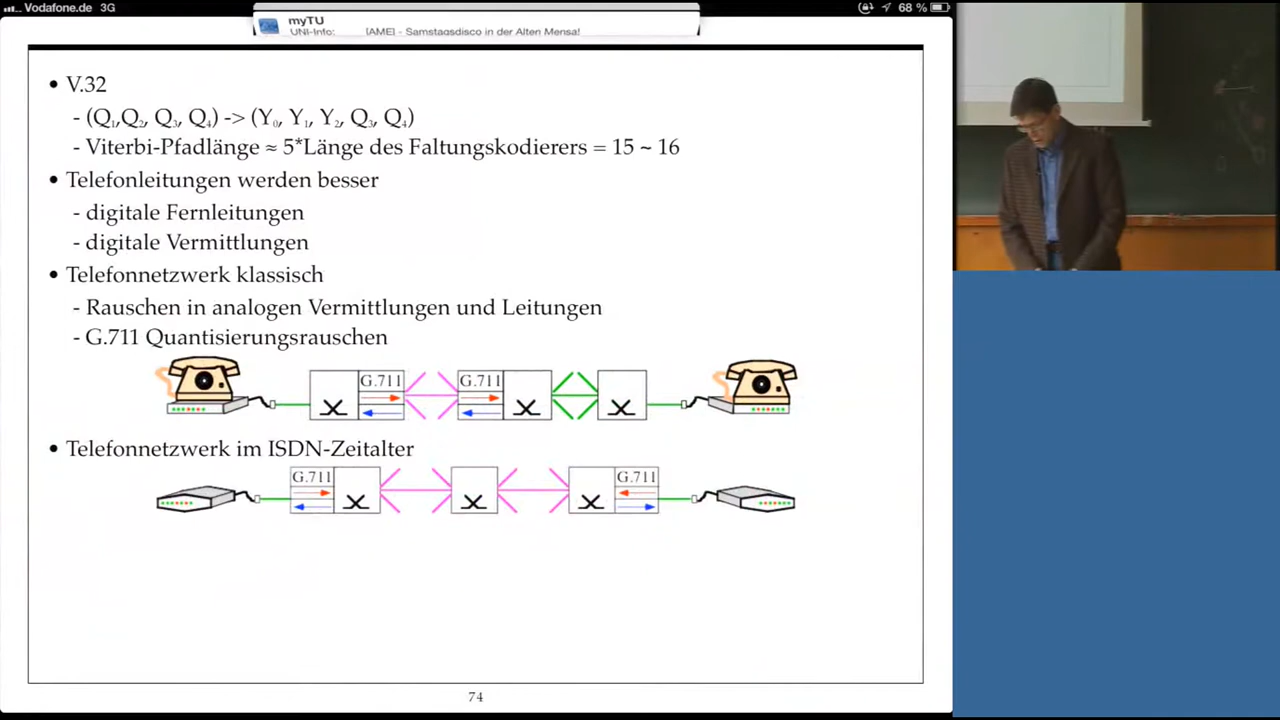 Vodafone.de 3G
68 %
myTU
UNI-Info: [AME] - Samstagsdisco in der Alten Mensa!
• V.32
- (Q₁,Q₂, Q₃, Q₄) -> (Y₀, Y₁, Y₂, Q₃, Q₄)
- Viterbi-Pfadlänge ≈ 5*Länge des Faltungskodierers = 15 ~ 16
• Telefonleitungen werden besser
- digitale Fernleitungen
- digitale Vermittlungen
• Telefonnetzwerk klassisch
- Rauschen in analogen Vermittlungen und Leitungen
- G.711 Quantisierungsrauschen
G.711 G.711
• Telefonnetzwerk im ISDN-Zeitalter
G.711 G.711
74